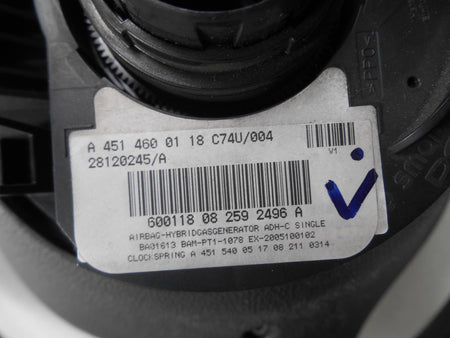 A 451 460 01 18 C74U/004
28120245/A
V1
600118 08 259 2496 A
AIRBAG-HYBRIDGASGENERATOR ADH-C SINGLE
BA01613 BAM-PT1-1078 EX-2005100102
CLOCKSPRING A 451 540 05 17 08 211 0314